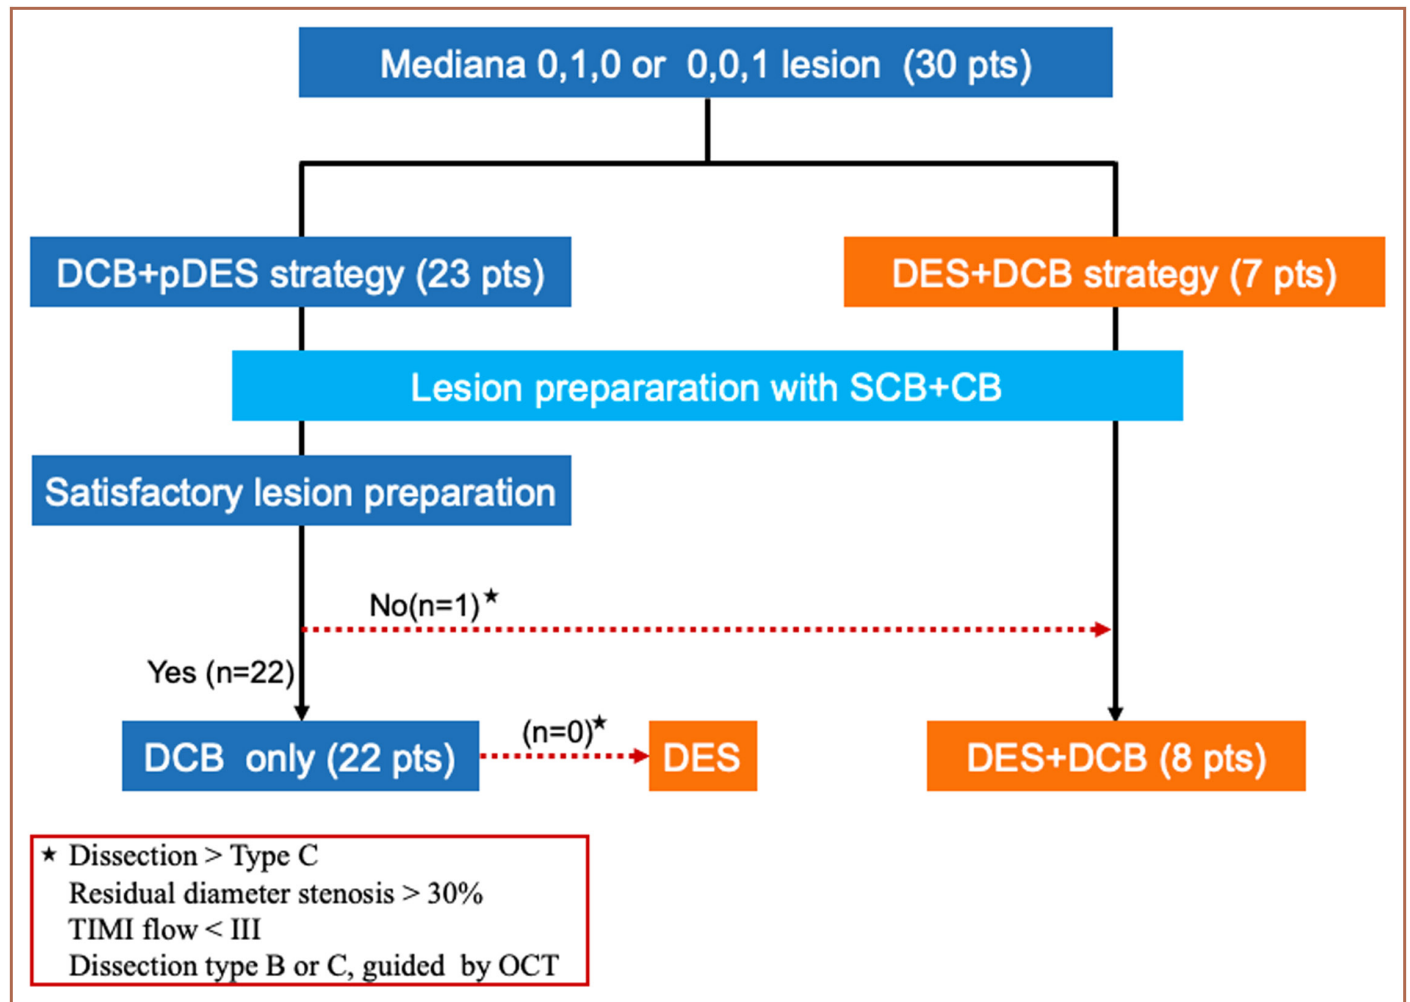 Mediana 0,1,0 or 0,0,1 lesion (30 pts)
DCB+pDES strategy (23 pts)
DES+DCB strategy (7 pts)
Lesion prepararation with SCB+CB
Satisfactory lesion preparation
No(n=1)★
Yes (n=22)
(n=0)★
DCB only (22 pts)
DES
DES+DCB (8 pts)
★ Dissection > Type C
Residual diameter stenosis > 30%
TIMI flow < III
Dissection type B or C, guided by OCT